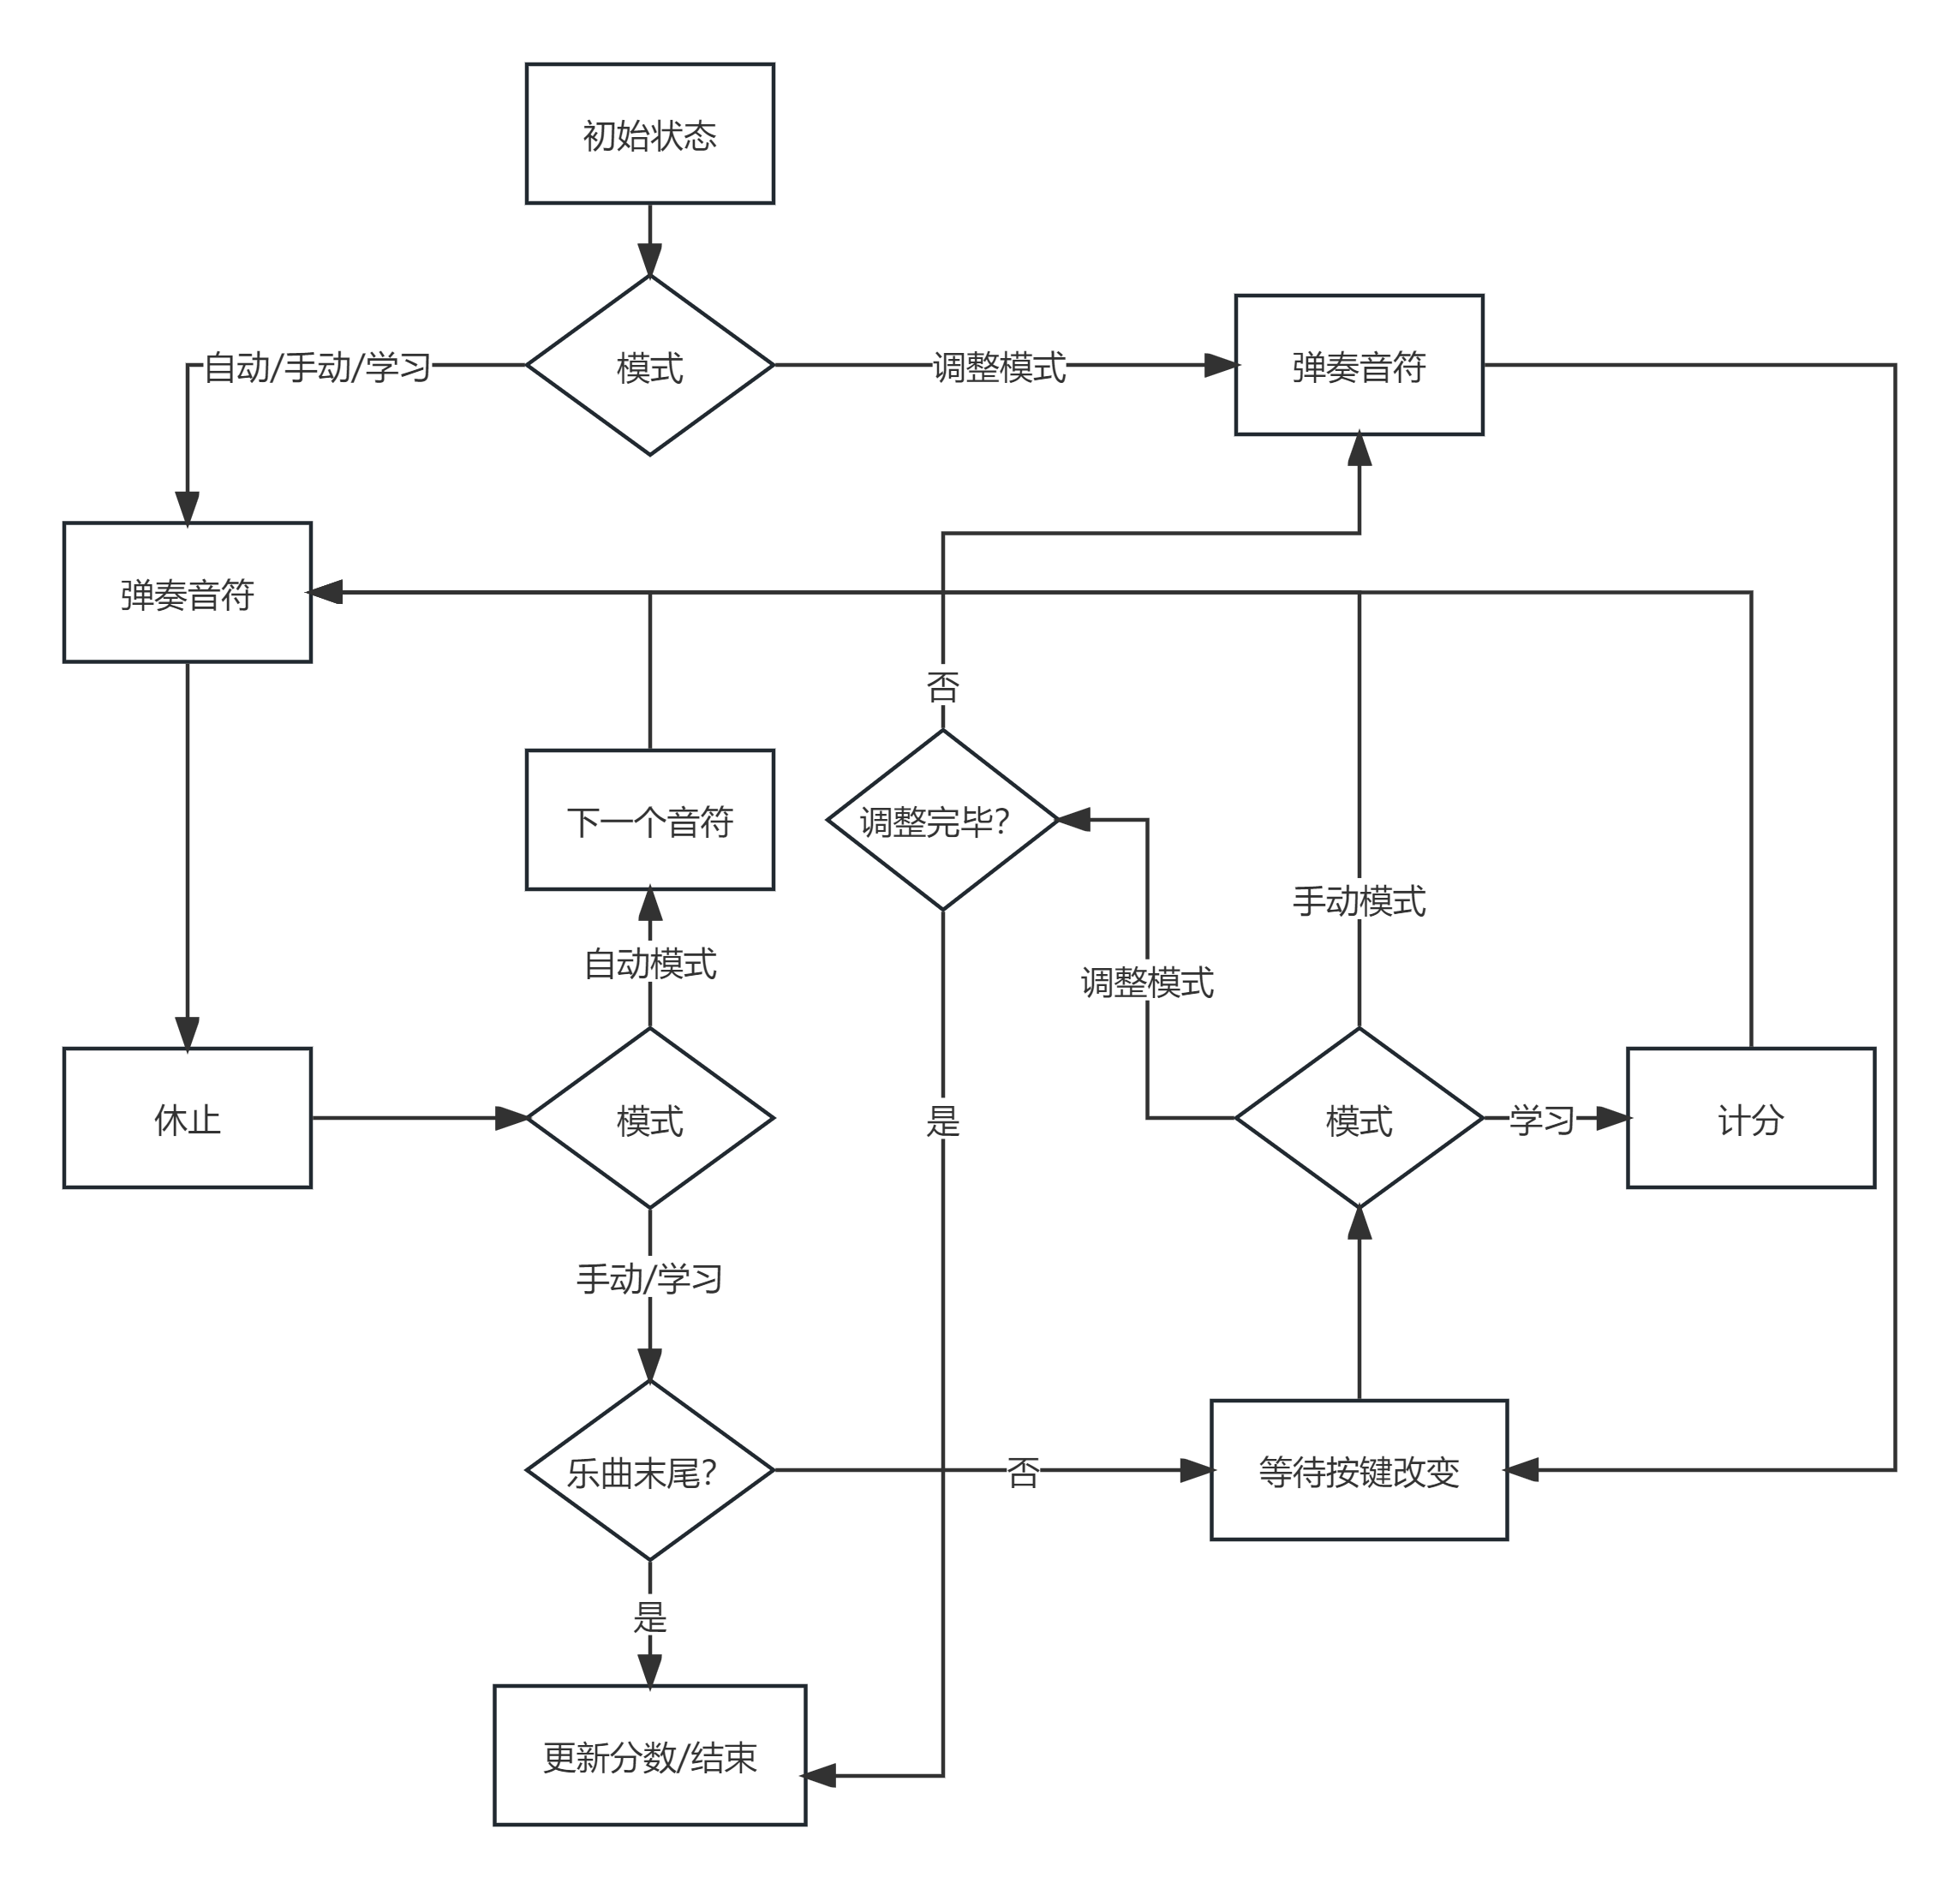 初始状态
模式
自动/手动/学习
调整模式
弹奏音符
弹奏音符
否
下一个音符
调整完毕?
手动模式
自动模式
调整模式
休止
模式
是
模式
学习
计分
手动/学习
乐曲末尾?
否
等待按键改变
是
更新分数/结束